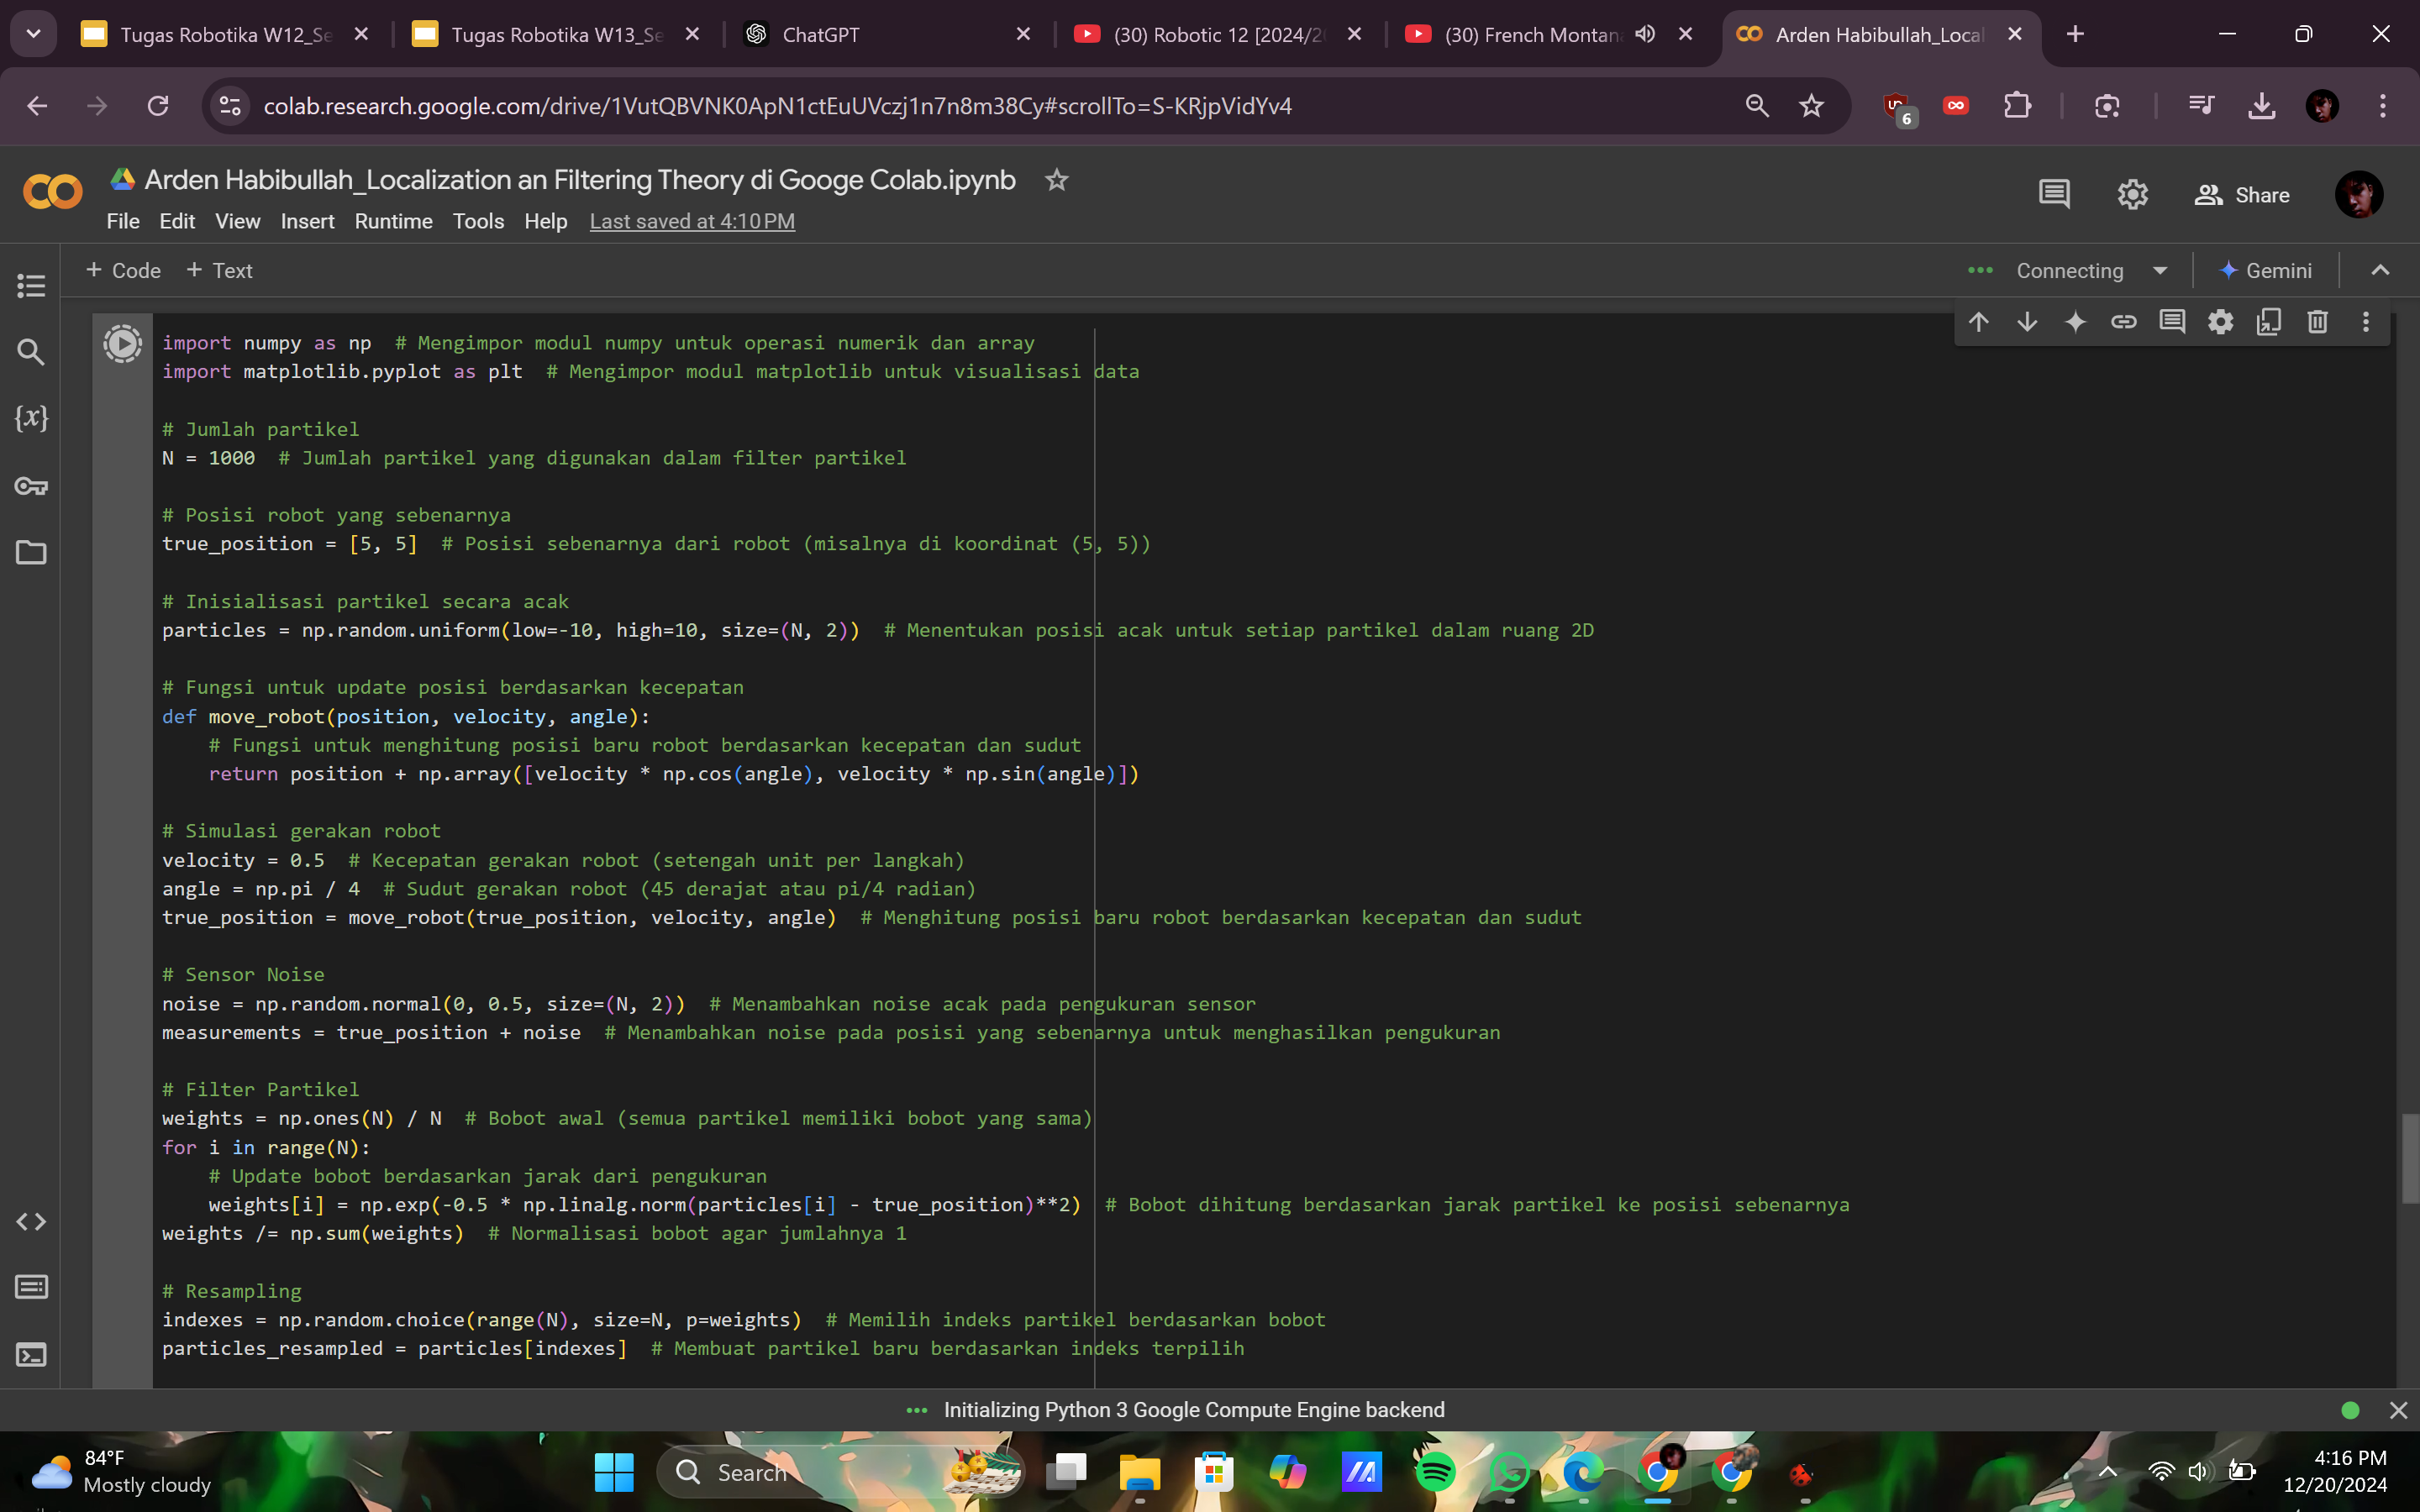 Tugas Robotika W12_Se
Tugas Robotika W13_Se
ChatGPT
(30) Robotic 12 [2024/2
(30) French Montan
Arden Habibullah_Local
colab.research.google.com/drive/1VutQBVNK0ApN1ctEuUVczj1n7n8m38Cy#scrollTo=S-KRjpVidYv4
6
Arden Habibullah_Localization an Filtering Theory di Googe Colab.ipynb
Share
File Edit View Insert Runtime Tools Help Last saved at 4:10 PM
+ Code + Text
Connecting
Gemini
import numpy as np  # Mengimpor modul numpy untuk operasi numerik dan array
import matplotlib.pyplot as plt  # Mengimpor modul matplotlib untuk visualisasi data
# Jumlah partikel
N = 1000  # Jumlah partikel yang digunakan dalam filter partikel
# Posisi robot yang sebenarnya
true_position = [5, 5]  # Posisi sebenarnya dari robot (misalnya di koordinat (5, 5))
# Inisialisasi partikel secara acak
particles = np.random.uniform(low=-10, high=10, size=(N, 2))  # Menentukan posisi acak untuk setiap partikel dalam ruang 2D
# Fungsi untuk update posisi berdasarkan kecepatan
def move_robot(position, velocity, angle):
    # Fungsi untuk menghitung posisi baru robot berdasarkan kecepatan dan sudut
    return position + np.array([velocity * np.cos(angle), velocity * np.sin(angle)])
# Simulasi gerakan robot
velocity = 0.5  # Kecepatan gerakan robot (setengah unit per langkah)
angle = np.pi / 4  # Sudut gerakan robot (45 derajat atau pi/4 radian)
true_position = move_robot(true_position, velocity, angle)  # Menghitung posisi baru robot berdasarkan kecepatan dan sudut
# Sensor Noise
noise = np.random.normal(0, 0.5, size=(N, 2))  # Menambahkan noise acak pada pengukuran sensor
measurements = true_position + noise  # Menambahkan noise pada posisi yang sebenarnya untuk menghasilkan pengukuran
# Filter Partikel
weights = np.ones(N) / N  # Bobot awal (semua partikel memiliki bobot yang sama)
for i in range(N):
    # Update bobot berdasarkan jarak dari pengukuran
    weights[i] = np.exp(-0.5 * np.linalg.norm(particles[i] - true_position)**2)  # Bobot dihitung berdasarkan jarak partikel ke posisi sebenarnya
weights /= np.sum(weights)  # Normalisasi bobot agar jumlahnya 1
# Resampling
indexes = np.random.choice(range(N), size=N, p=weights)  # Memilih indeks partikel berdasarkan bobot
particles_resampled = particles[indexes]  # Membuat partikel baru berdasarkan indeks terpilih
Initializing Python 3 Google Compute Engine backend
84°F
Mostly cloudy
Search
4:16 PM
12/20/2024